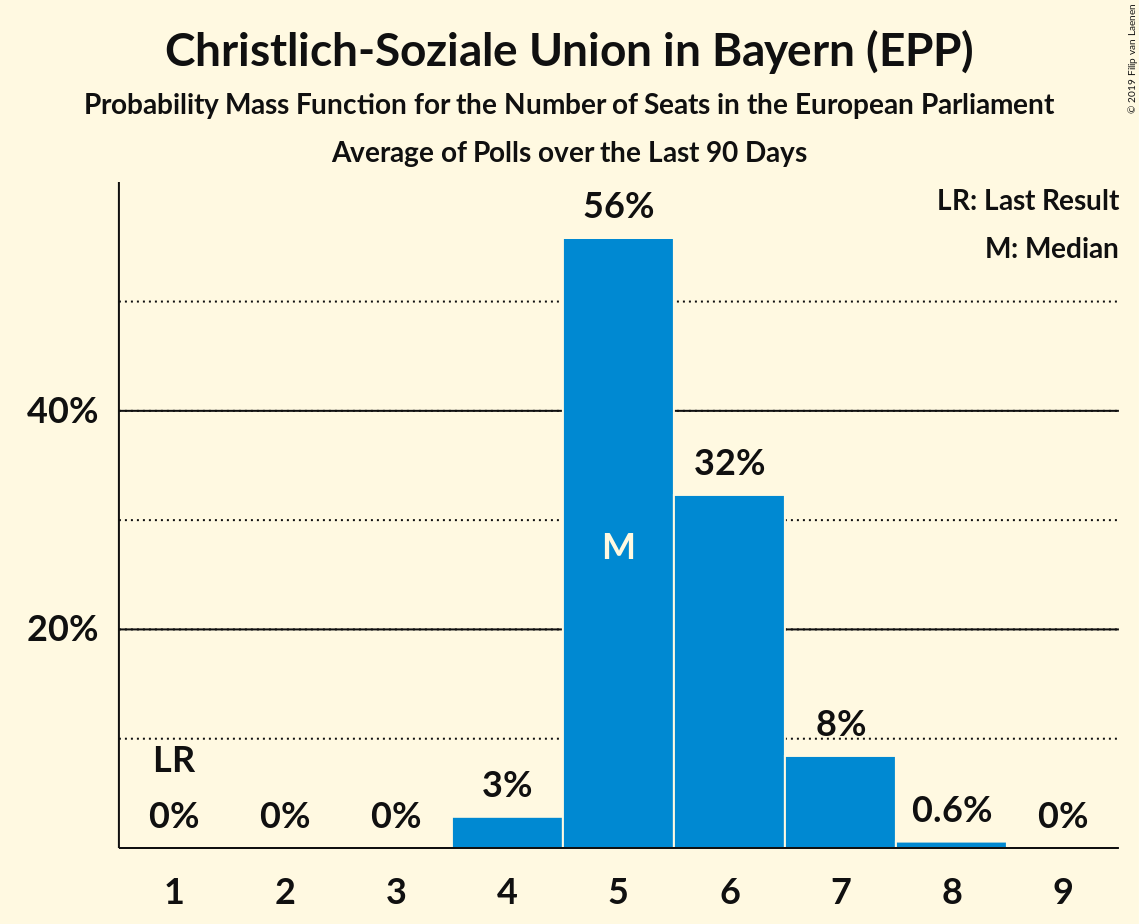 Christlich-Soziale Union in Bayern (EPP)
Probability Mass Function for the Number of Seats in the European Parliament
Average of Polls over the Last 90 Days
© 2019 Filip van Laenen
LR: Last Result
M: Median
56%
40%
32%
M
20%
8%
LR
3%
0%
0%
0%
0.6%
0%
1 2 3 4 5 6 7 8 9